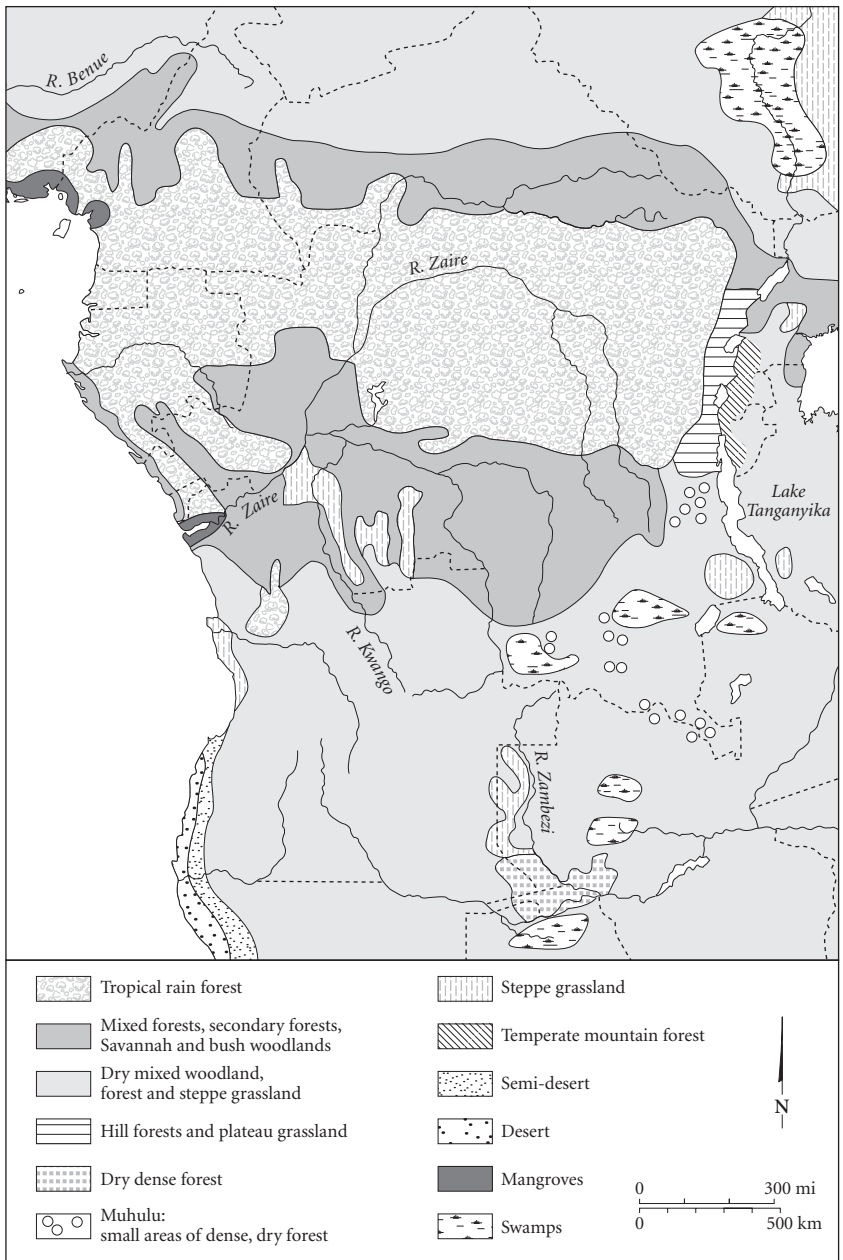 R. Benue
R. Zaire
R. Zaire
Lake
Tanganyika
R. Kwango
R. Zambezi
Tropical rain forest
Mixed forests, secondary forests,
Savannah and bush woodlands
Dry mixed woodland,
forest and steppe grassland
Hill forests and plateau grassland
Dry dense forest
Muhulu:
small areas of dense, dry forest
Steppe grassland
Temperate mountain forest
Semi-desert
Desert
Mangroves
Swamps
N
0 300 mi
0 500 km